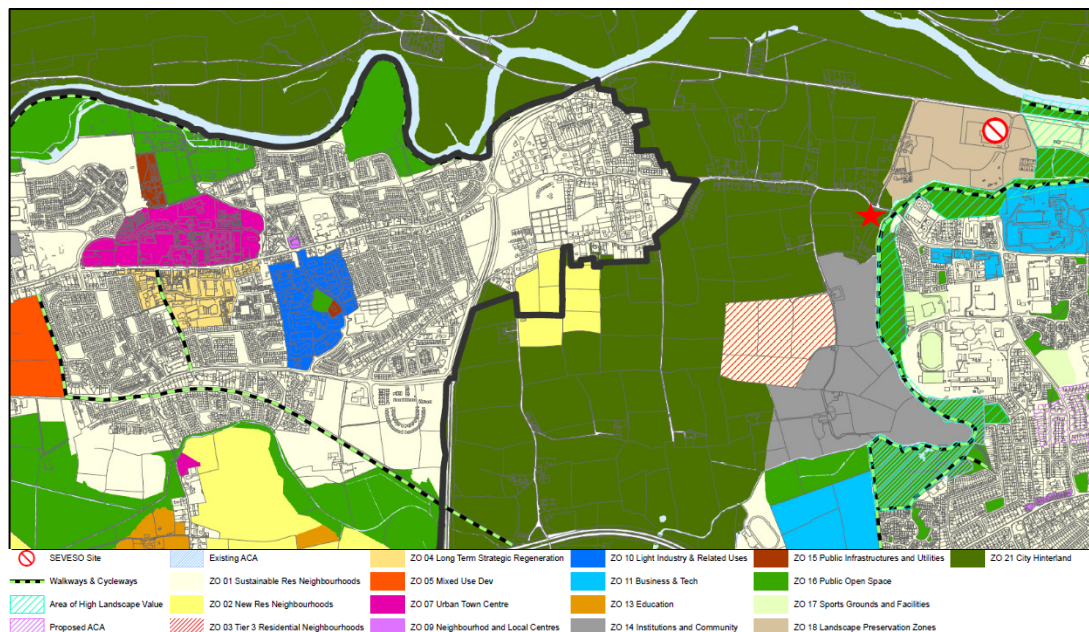 SEVESO Site
Existing ACA
ZO 04 Long Term Strategic Regeneration
ZO 10 Light Industry & Related Uses
ZO 15 Public Infrastructures and Utilities
ZO 21 City Hinterland
Walkways & Cycleways
ZO 01 Sustainable Res Neighbourhoods
ZO 05 Mixed Use Dev
ZO 11 Business & Tech
ZO 16 Public Open Space
Area of High Landscape Value
ZO 02 New Res Neighbourhoods
ZO 07 Urban Town Centre
ZO 13 Education
ZO 17 Sports Grounds and Facilities
Proposed ACA
ZO 03 Tier 3 Residential Neighbourhoods
ZO 09 Neighbourhod and Local Centres
ZO 14 Institutions and Community
ZO 18 Landscape Preservation Zones